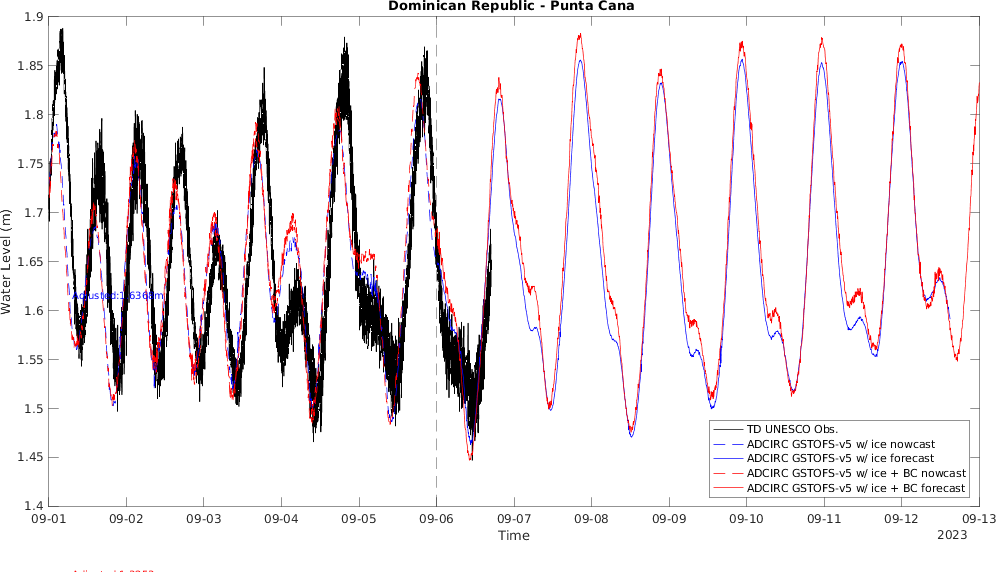 Dominican Republic - Punta Cana
1.9
1.85
1.8
1.75
1.7
1.65
1.6
1.55
1.5
1.45
1.4
Water Level (m)
Adjusted:1.6368m
TD UNESCO Obs.
ADCIRC GSTOFS-v5 w/ ice nowcast
ADCIRC GSTOFS-v5 w/ ice forecast
ADCIRC GSTOFS-v5 w/ ice + BC nowcast
ADCIRC GSTOFS-v5 w/ ice + BC forecast
09-01 09-02 09-03 09-04 09-05 09-06 09-07 09-08 09-09 09-10 09-11 09-12 09-13
Time
2023